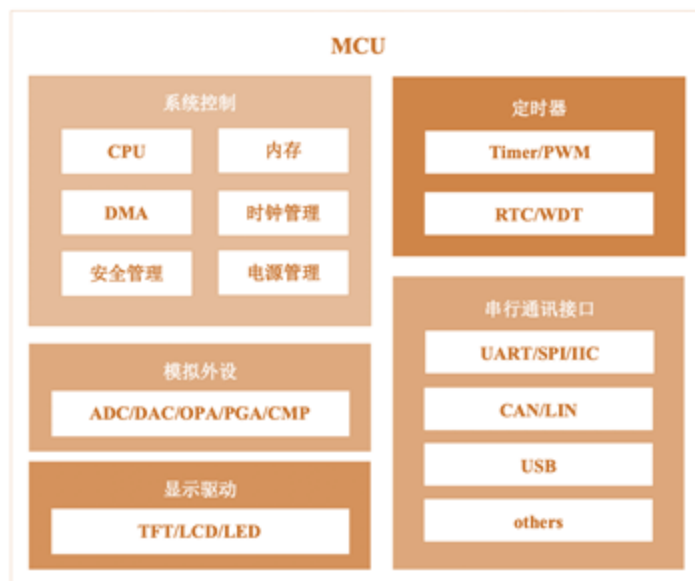 MCU
系统控制
CPU
内存
DMA
时钟管理
安全管理
电源管理
模拟外设
ADC/DAC/OPA/PGA/CMP
显示驱动
TFT/LCD/LED
定时器
Timer/PWM
RTC/WDT
串行通讯接口
UART/SPI/IIC
CAN/LIN
USB
others